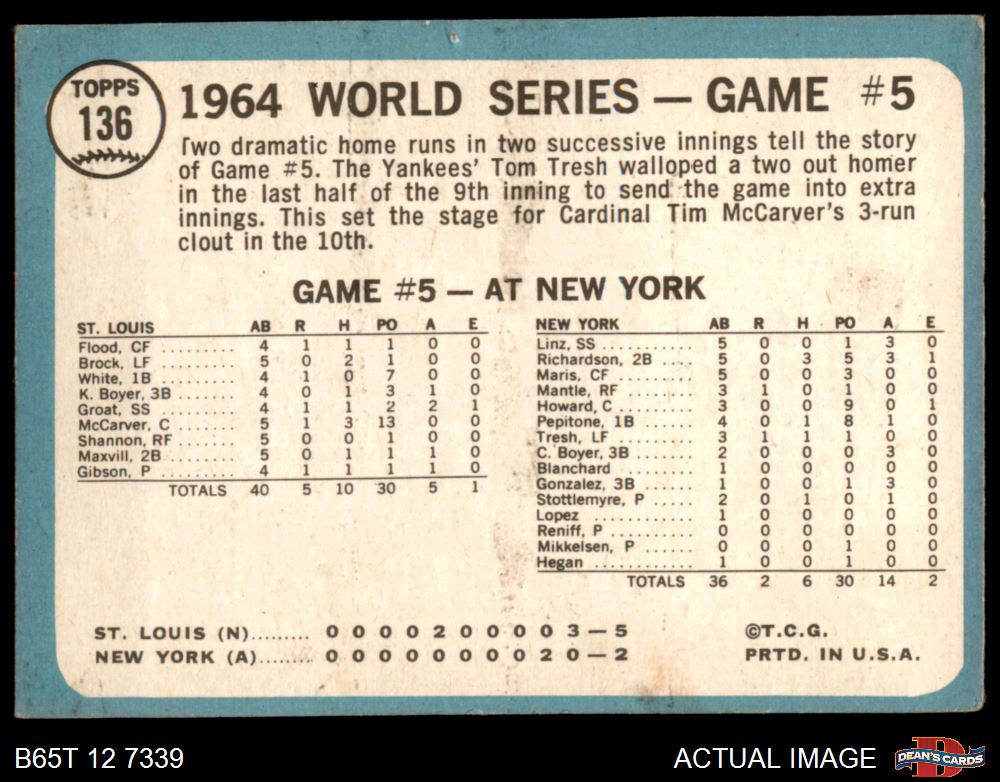 TOPPS
136
1964 WORLD SERIES — GAME #5
Two dramatic home runs in two successive innings tell the story
of Game #5. The Yankees' Tom Tresh walloped a two out homer
in the last half of the 9th inning to send the game into extra
innings. This set the stage for Cardinal Tim McCarver's 3-run
clout in the 10th.
GAME #5 — AT NEW YORK
ST. LOUIS AB R H PO A E
Flood, CF .......... 4 1 1 1 0 0
Brock, LF .......... 5 0 2 1 0 0
White, 1B .......... 4 1 0 7 0 0
K. Boyer, 3B ........ 4 0 1 3 1 0
Groat, SS .......... 4 1 1 2 2 1
McCarver, C ........ 5 1 3 13 0 0
Shannon, RF ....... 5 0 0 1 0 0
Maxvill, 2B ........ 5 0 1 1 1 0
Gibson, P .......... 4 1 1 1 1 0
TOTALS 40 5 10 30 5 1
NEW YORK AB R H PO A E
Linz, SS ............ 5 0 0 1 3 0
Richardson, 2B ..... 5 0 3 5 3 1
Maris, CF .......... 5 0 0 3 0 0
Mantle, RF ......... 3 1 0 1 0 0
Howard, C .......... 3 0 0 9 0 1
Pepitone, 1B ....... 4 0 1 8 1 0
Tresh, LF .......... 3 1 1 1 0 0
C. Boyer, 3B ........ 2 0 0 0 3 0
Blanchard .......... 1 0 0 0 0 0
Gonzalez, 3B ....... 1 0 0 1 3 0
Stottlemyre, P ...... 2 0 1 0 1 0
Lopez ............. 1 0 0 0 0 0
Reniff, P ........... 0 0 0 0 0 0
Mikkelsen, P ....... 0 0 0 1 0 0
Hegan ............. 1 0 0 1 0 0
TOTALS 36 2 6 30 14 2
ST. LOUIS (N)......... 0 0 0 0 2 0 0 0 0 3 — 5
NEW YORK (A)........ 0 0 0 0 0 0 0 0 2 0 — 2
©T.C.G.
PRTD. IN U.S.A.
B65T 12 7339
ACTUAL IMAGE
D
DEAN'S CARDS